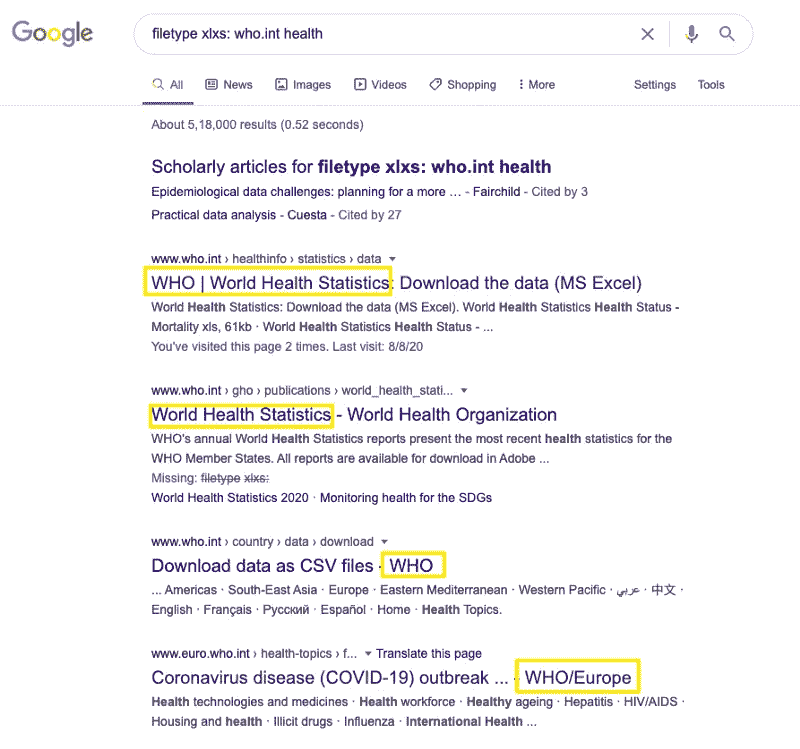 Google
filetype xlxs: who.int health
All News Images Videos Shopping More Settings Tools
About 5,18,000 results (0.52 seconds)
Scholarly articles for filetype xlxs: who.int health
Epidemiological data challenges: planning for a more … - Fairchild - Cited by 3
Practical data analysis - Cuesta - Cited by 27
www.who.int › healthinfo › statistics › data
WHO | World Health Statistics: Download the data (MS Excel)
World Health Statistics: Download the data (MS Excel). World Health Statistics Health Status -
Mortality xls, 61kb · World Health Statistics Health Status - ...
You've visited this page 2 times. Last visit: 8/8/20
www.who.int › gho › publications › world_health_stati...
World Health Statistics - World Health Organization
WHO's annual World Health Statistics reports present the most recent health statistics for the
WHO Member States. All reports are available for download in Adobe ...
Missing: filetype xlxs:
World Health Statistics 2020 · Monitoring health for the SDGs
www.who.int › country › data › download
Download data as CSV files - WHO
... Americas · South-East Asia · Europe · Eastern Mediterranean · Western Pacific · عربي · 中文 ·
English · Français · Русский · Español · Home · Health Topics.
www.euro.who.int › health-topics › f... Translate this page
Coronavirus disease (COVID-19) outbreak ... - WHO/Europe
Health technologies and medicines · Health workforce · Healthy ageing · Hepatitis · HIV/AIDS ·
Housing and health · Illicit drugs · Influenza · International Health ...